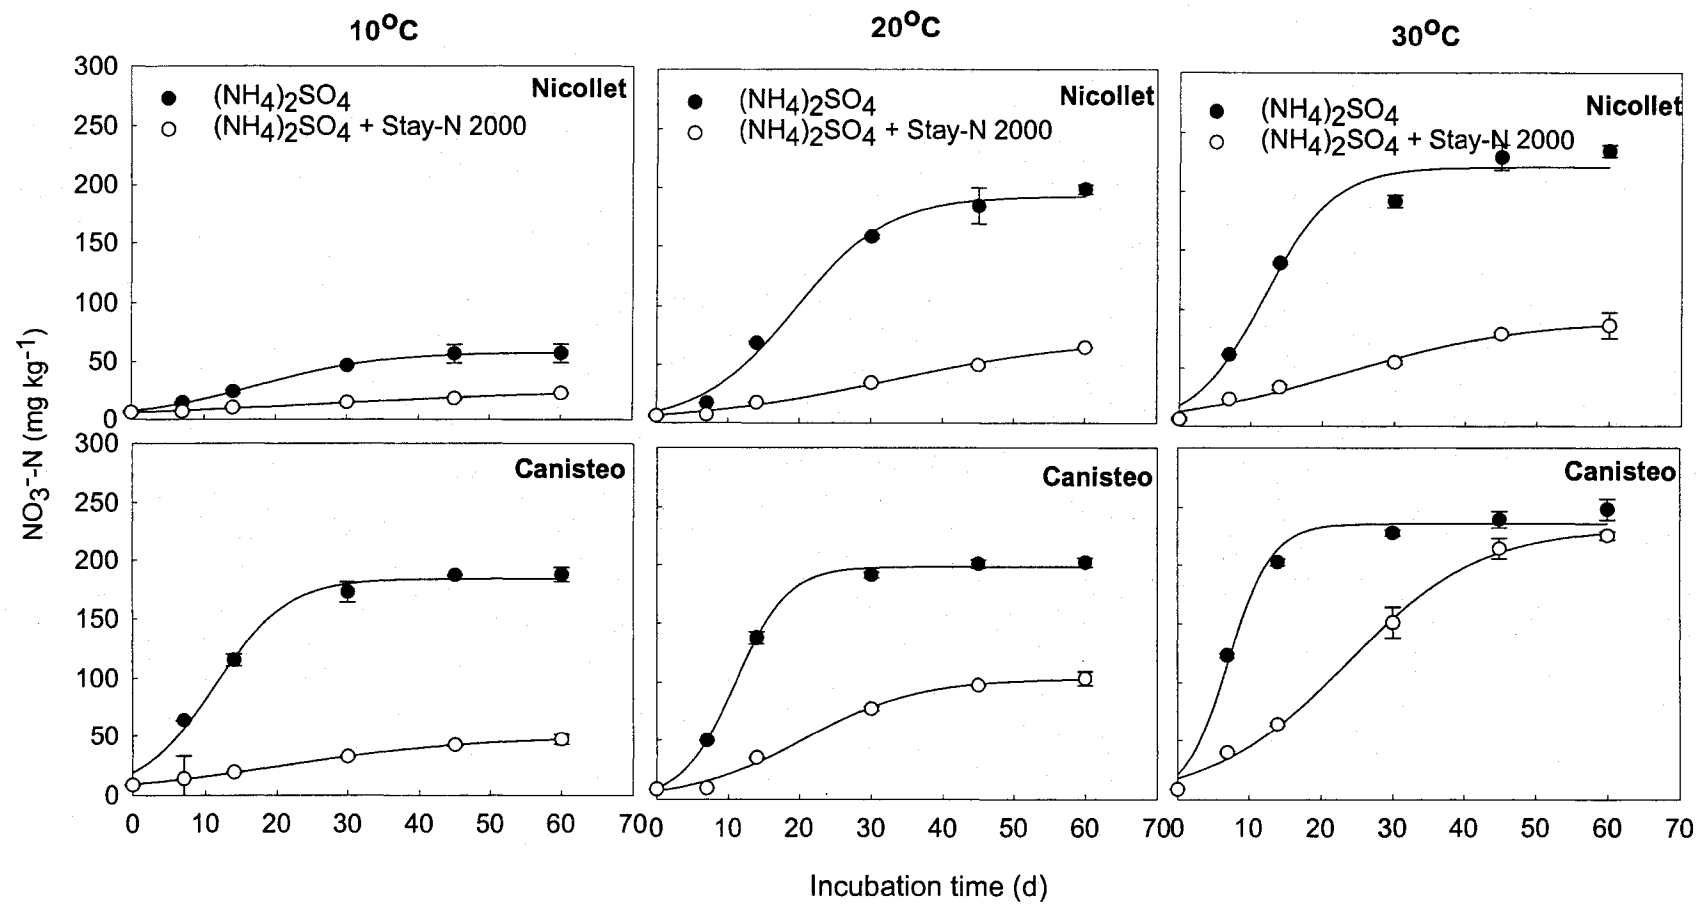 10°C
20°C
30°C
300
250
200
150
100
50
0
Nicollet
(NH4)2SO4
(NH4)2SO4 + Stay-N 2000
Nicollet
(NH4)2SO4
(NH4)2SO4 + Stay-N 2000
Nicollet
(NH4)2SO4
(NH4)2SO4 + Stay-N 2000
NO3⁻-N (mg kg⁻¹)
300
250
200
150
100
50
0
Canisteo
Canisteo
Canisteo
0 10 20 30 40 50 60 70
0 10 20 30 40 50 60 70
0 10 20 30 40 50 60 70
Incubation time (d)